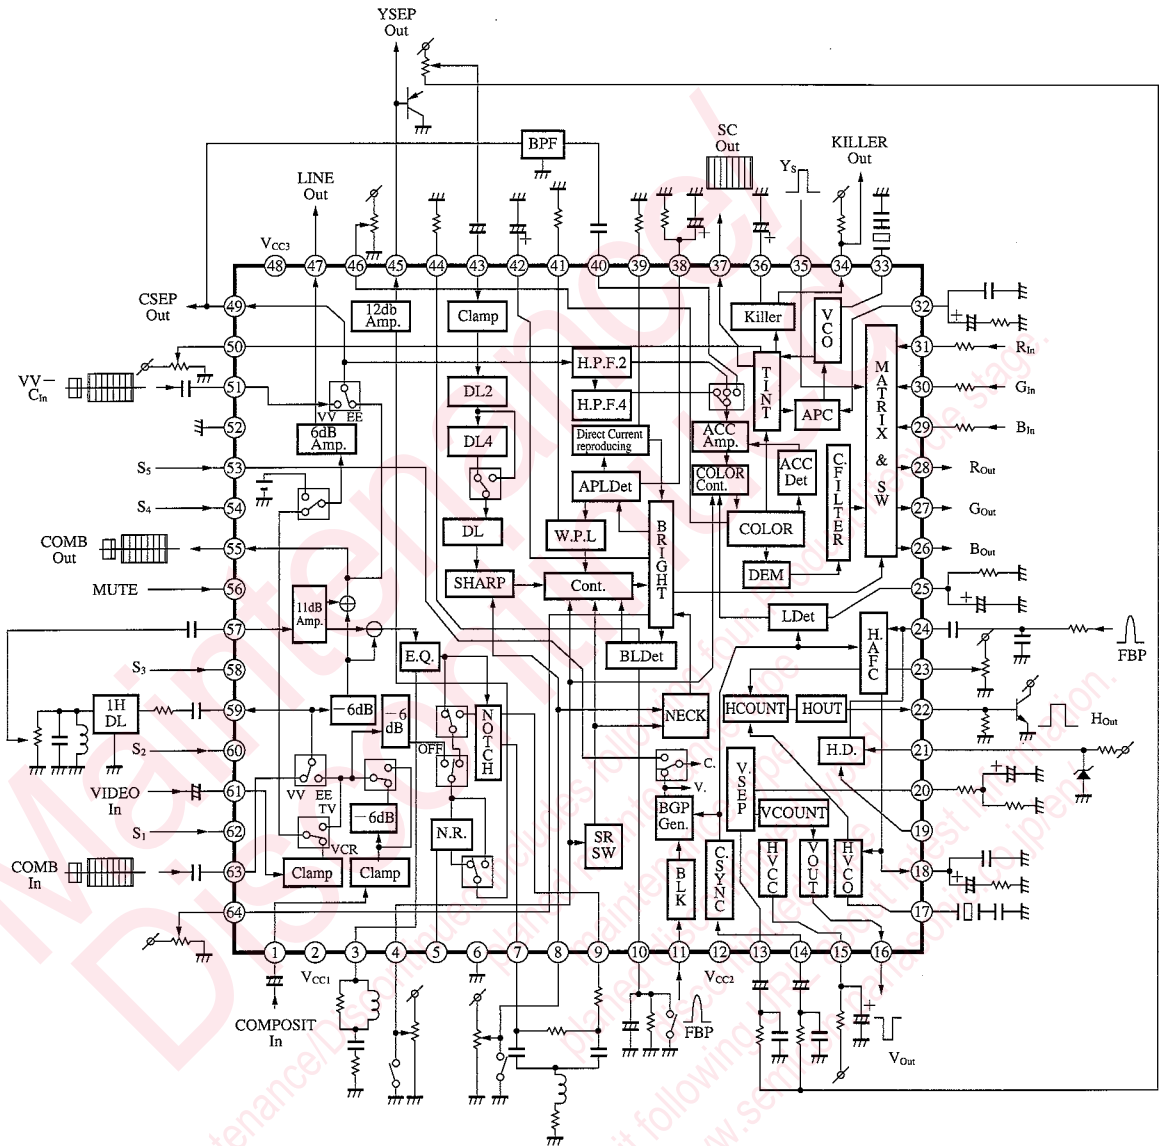 YSEP
Out
BPF
SC
Out
KILLER
Out
YS
LINE
Out
VCC3
48
47
46
45
44
43
42
41
40
39
38
37
36
35
34
33
CSEP
Out
49
50
VV-
CIn
51
52
S5
53
S4
54
COMB
Out
55
MUTE
56
57
S3
58
1H
DL
59
S2
60
VIDEO
In
61
S1
62
COMB
In
63
64
12db
Amp.
Clamp
Killer
VCO
DL2
H.P.F.2
H.P.F.4
TINT
APC
MATRIX & SW
VV EE
6dB
Amp.
DL4
Direct Current
reproducing
ACC
Amp.
APLDet
COLOR
Cont.
ACC
Det
C.FILTER
DL
W.P.L
BRIGHT
COLOR
SHARP
Cont.
DEM
11dB
Amp.
E.Q.
BLDet
LDet
H.AFC
-6dB
-6
dB
NOTCH
OFF
NECK
HCOUNT
HOUT
H.D.
VV EE
TV
-6dB
VCR
Clamp
Clamp
N.R.
SR
SW
C.
V.
BGP
Gen.
BLK
C.SYNC
V.SEP
VCOUNT
HVCC
VOUT
HVCO
32
31
RIn
30
GIn
29
BIn
28
ROut
27
GOut
26
BOut
25
24
FBP
23
22
HOut
21
20
19
18
17
1
2
VCC1
3
4
5
6
7
8
9
10
11
VCC2
12
13
14
15
16
COMPOSIT
In
FBP
VOut
Maintenance/
Discontinued